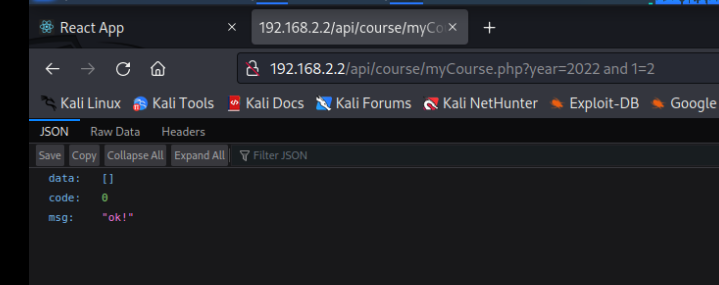 React App
192.168.2.2/api/course/myCo
192.168.2.2/api/course/myCourse.php?year=2022 and 1=2
Kali Linux Kali Tools Kali Docs Kali Forums Kali NetHunter Exploit-DB Google
JSON Raw Data Headers
Save Copy Collapse All Expand All Filter JSON
data: []
code: 0
msg: "ok!"